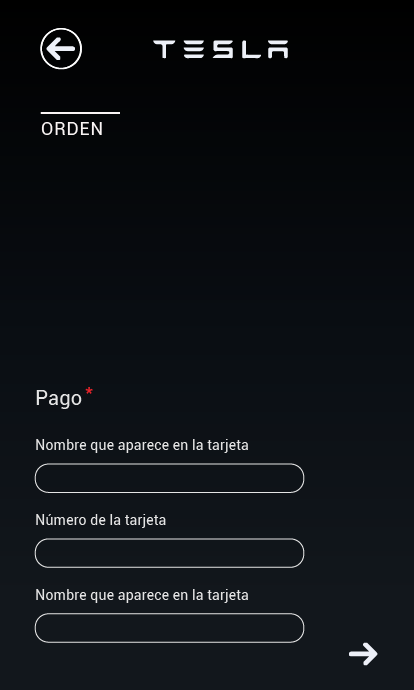 TESLA
ORDEN
Pago *
Nombre que aparece en la tarjeta
Número de la tarjeta
Nombre que aparece en la tarjeta